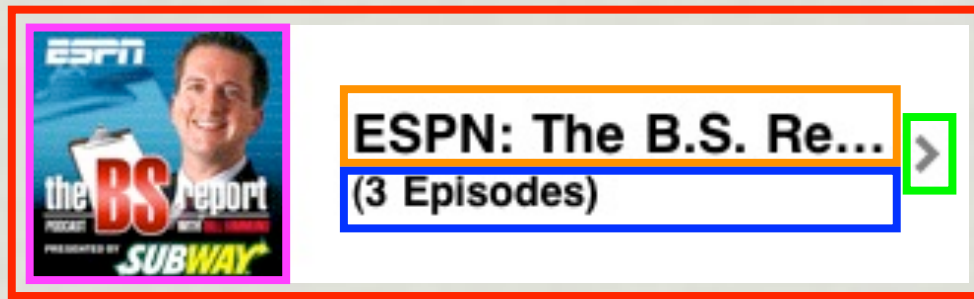 ESPN
the BS report
PODCAST WITH BILL SIMMONS
PRESENTED BY SUBWAY
ESPN: The B.S. Re...
(3 Episodes)